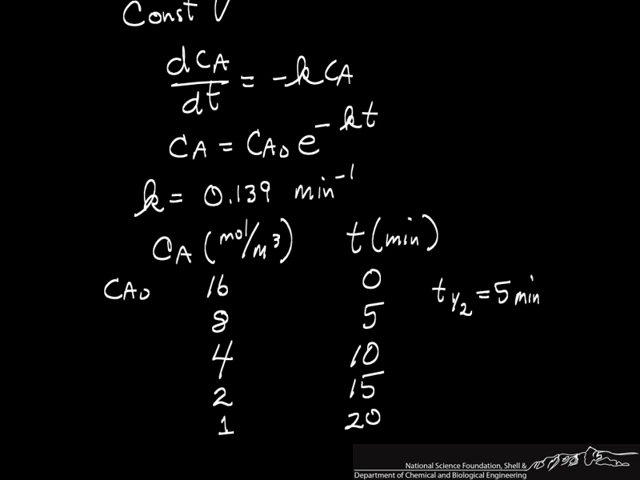 Const V
dCA/dt = -kCA
CA = CA0 e^-kt
k = 0.139 min^-1
CA (mol/m^3) t (min)
CA0 16 0 t1/2 = 5 min
8 5
4 10
2 15
1 20
National Science Foundation, Shell &
Department of Chemical and Biological Engineering